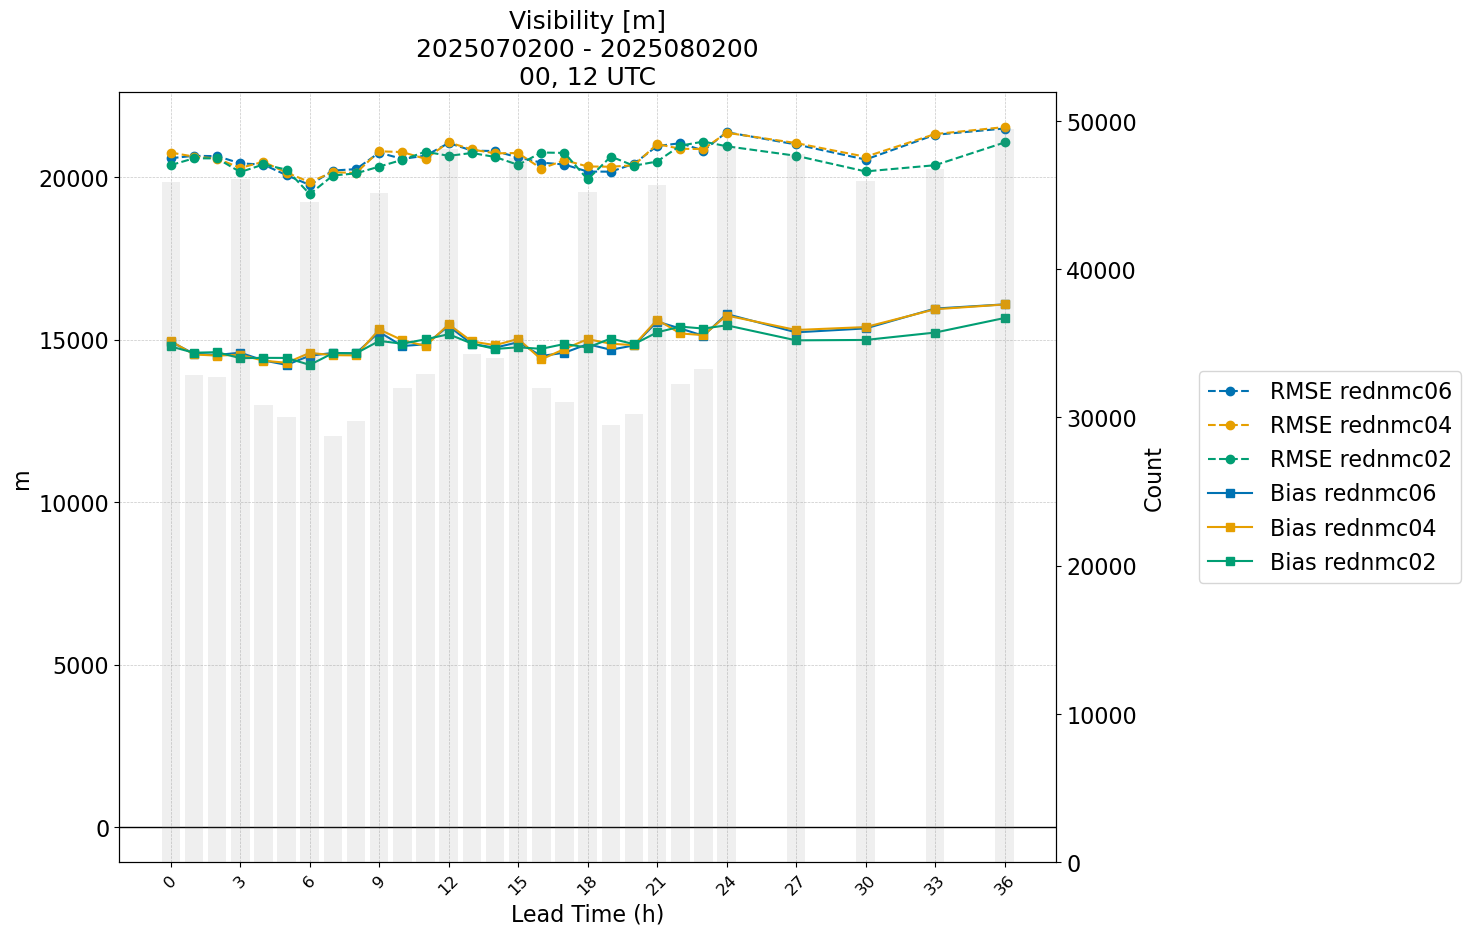 Visibility [m]
2025070200 - 2025080200
00, 12 UTC
20000
15000
10000
5000
0
m
50000
40000
30000
20000
10000
0
Count
0
3
6
9
12
15
18
21
24
27
30
33
36
Lead Time (h)
RMSE rednmc06
RMSE rednmc04
RMSE rednmc02
Bias rednmc06
Bias rednmc04
Bias rednmc02